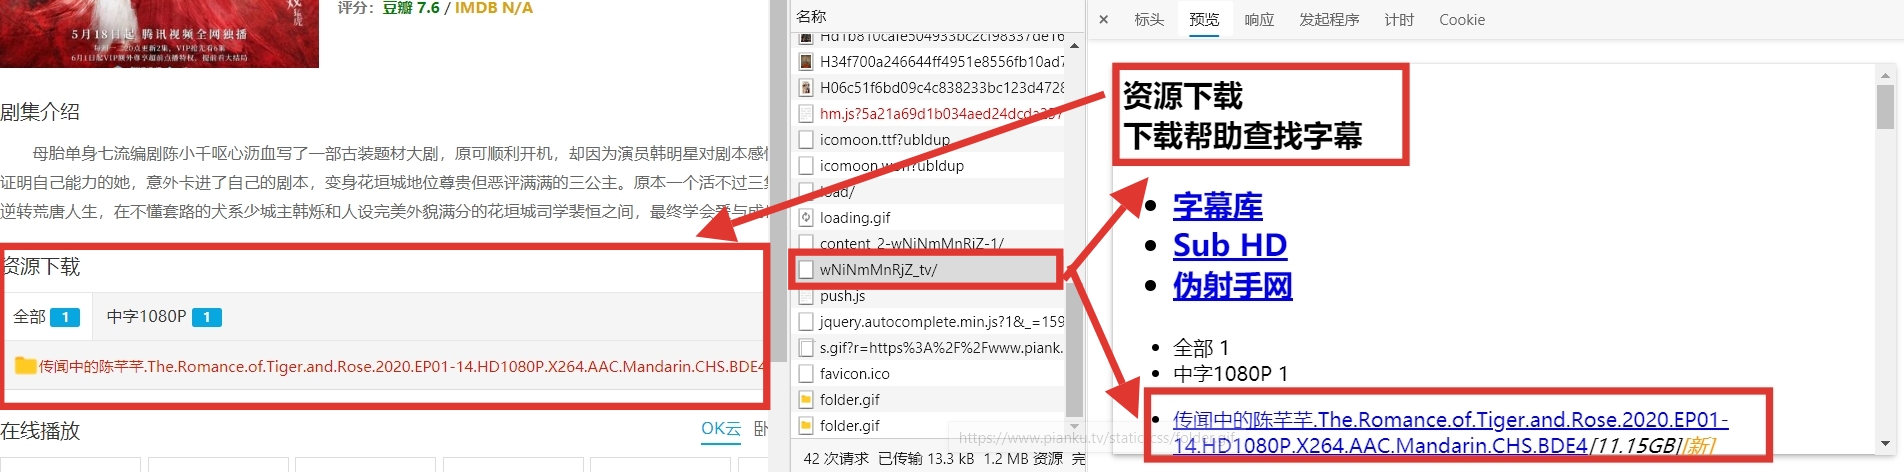 评分: 豆瓣 7.6 / IMDB N/A
5月18日起 腾讯视频全网独播
剧集介绍
母胎单身七流编剧陈小千呕心沥血写了一部古装题材大剧，原可顺利开机，却因为演员韩明星对剧本感
证明自己能力的她，意外卡进了自己的剧本，变身花垣城地位尊贵但恶评满满的三公主。原本一个活不过三集
逆转荒唐人生，在不懂套路的犬系少城主韩烁和人设完美外貌满分的花垣城司学裴恒之间，最终学会爱与成
资源下载
全部 1 中字1080P 1
传闻中的陈芊芊.The.Romance.of.Tiger.and.Rose.2020.EP01-14.HD1080P.X264.AAC.Mandarin.CHS.BDE4
在线播放 OK云 卧
名称
Hd1b810cafe504933bc2cf98337de16
H34f700a246644ff4951e8556fb10ad7
H06c51f6bd09c4c838233bc123d4728
hm.js?5a21a69d1b034aed24dcda257
icomoon.ttf?ubldup
icomoon.woff?ubldup
load/
loading.gif
content_2-wNiNmMnRjZ-1/
wNiNmMnRjZ_tv/
push.js
jquery.autocomplete.min.js?1&_=159
s.gif?r=https%3A%2F%2Fwww.piank.
favicon.ico
folder.gif
folder.gif
42 次请求 已传输 13.3 kB 1.2 MB 资源 完
× 标头 预览 响应 发起程序 计时 Cookie
资源下载
下载帮助查找字幕
字幕库
Sub HD
伪射手网
全部 1
中字1080P 1
传闻中的陈芊芊.The.Romance.of.Tiger.and.Rose.2020.EP01-
14.HD1080P.X264.AAC.Mandarin.CHS.BDE4[11.15GB][新]
https://www.pianku.tv/static/css/folder.gif